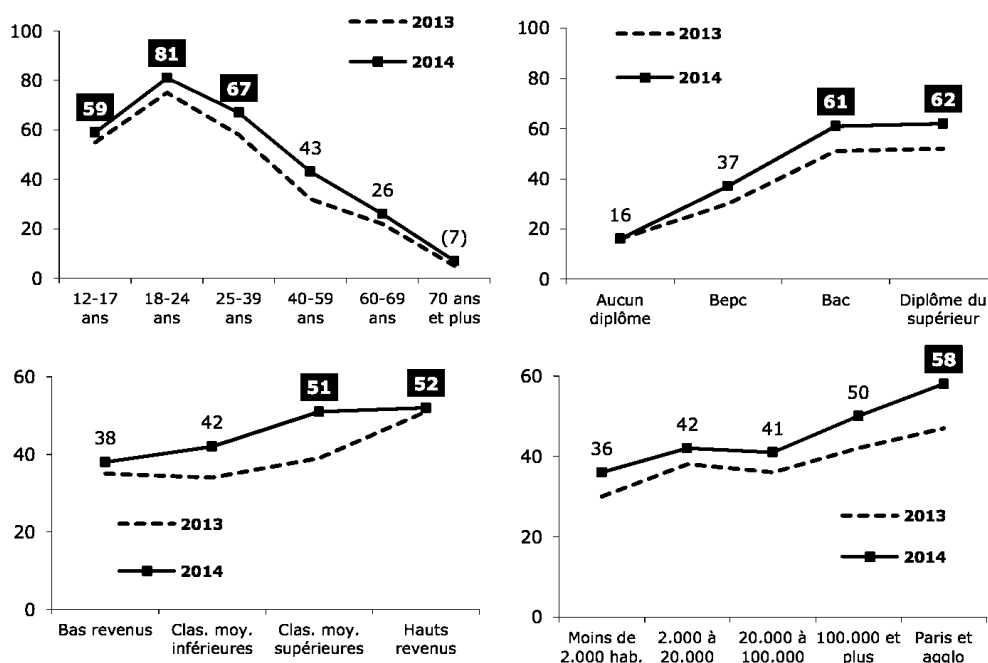 100
80
60
40
20
0
59
81
67
43
26
(7)
2013
2014
12-17 ans
18-24 ans
25-39 ans
40-59 ans
60-69 ans
70 ans et plus
100
80
60
40
20
0
16
37
61
62
2013
2014
Aucun diplôme
Bepc
Bac
Diplôme du supérieur
60
40
20
0
38
42
51
52
2013
2014
Bas revenus
Clas. moy. inférieures
Clas. moy. supérieures
Hauts revenus
60
40
20
0
36
42
41
50
58
2013
2014
Moins de 2.000 hab.
2.000 à 20.000
20.000 à 100.000
100.000 et plus
Paris et agglo